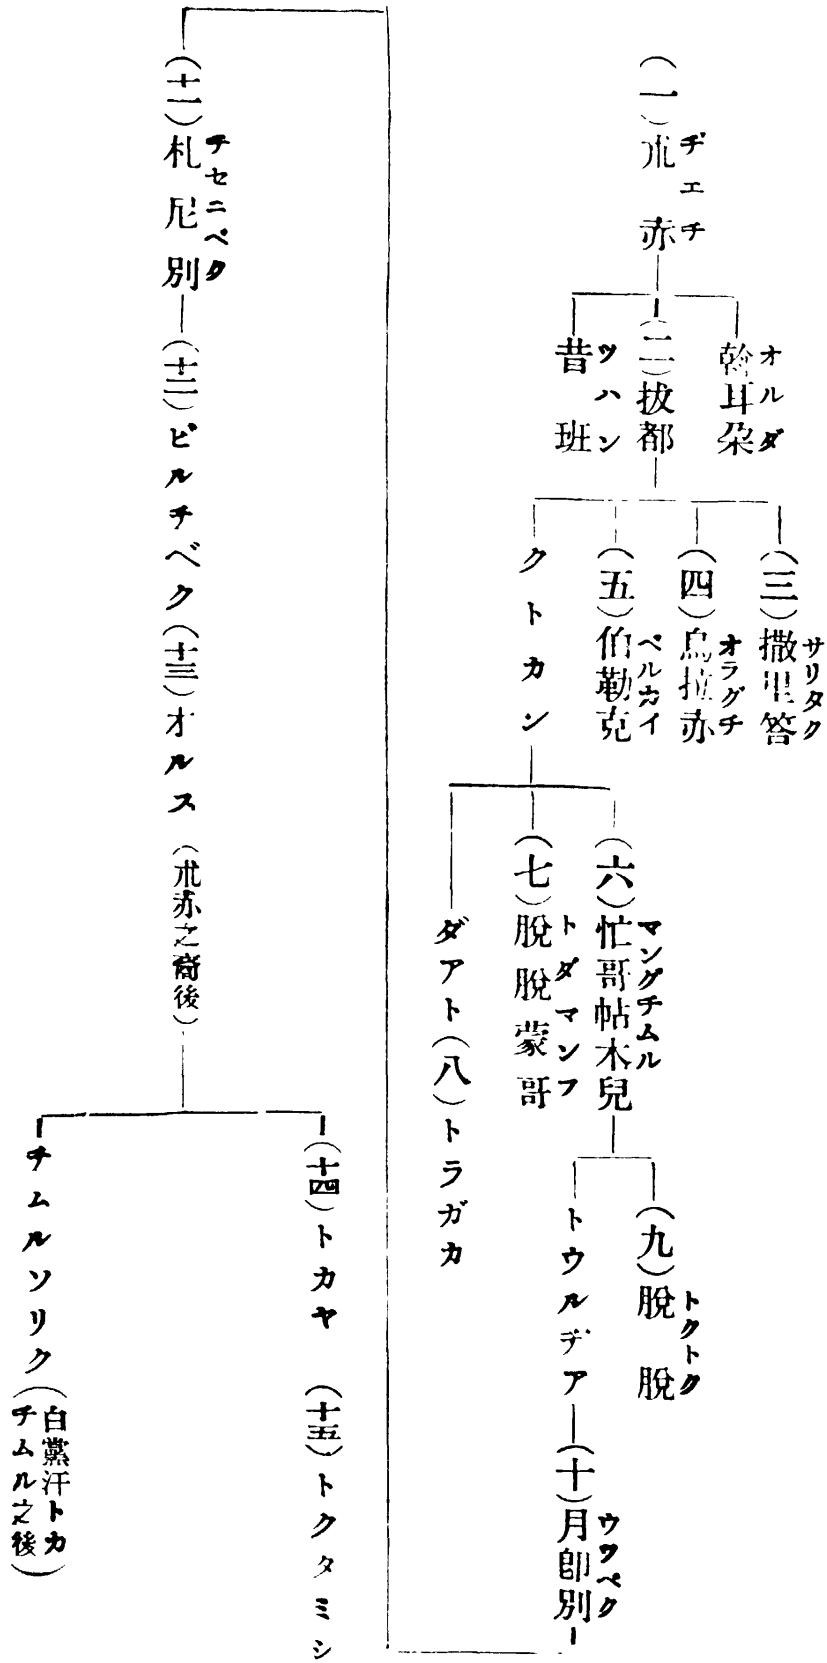 (一)朮赤
ヂエチ
斡耳朶
オルダ
(二)拔都
昔班
ツハン
(三)撒里答
サリタク
(四)烏拉赤
オラグチ
(五)伯勒克
ベルカイ
クトカン
(六)忙哥帖木兒
マングチムル
(七)脫脫蒙哥
トダマンフ
ダアト(八)トラガカ
(九)脫脫
トクトク
トウルヂア
(十)月卽別
ウヅベク
(十一)札尼別
チセニベク
(十二)ビルチベク(十三)オルス(朮赤之裔後)
(十四)トカヤ (十五)トクタミシ
チムルソリク(白黨汗トカチムル之後)